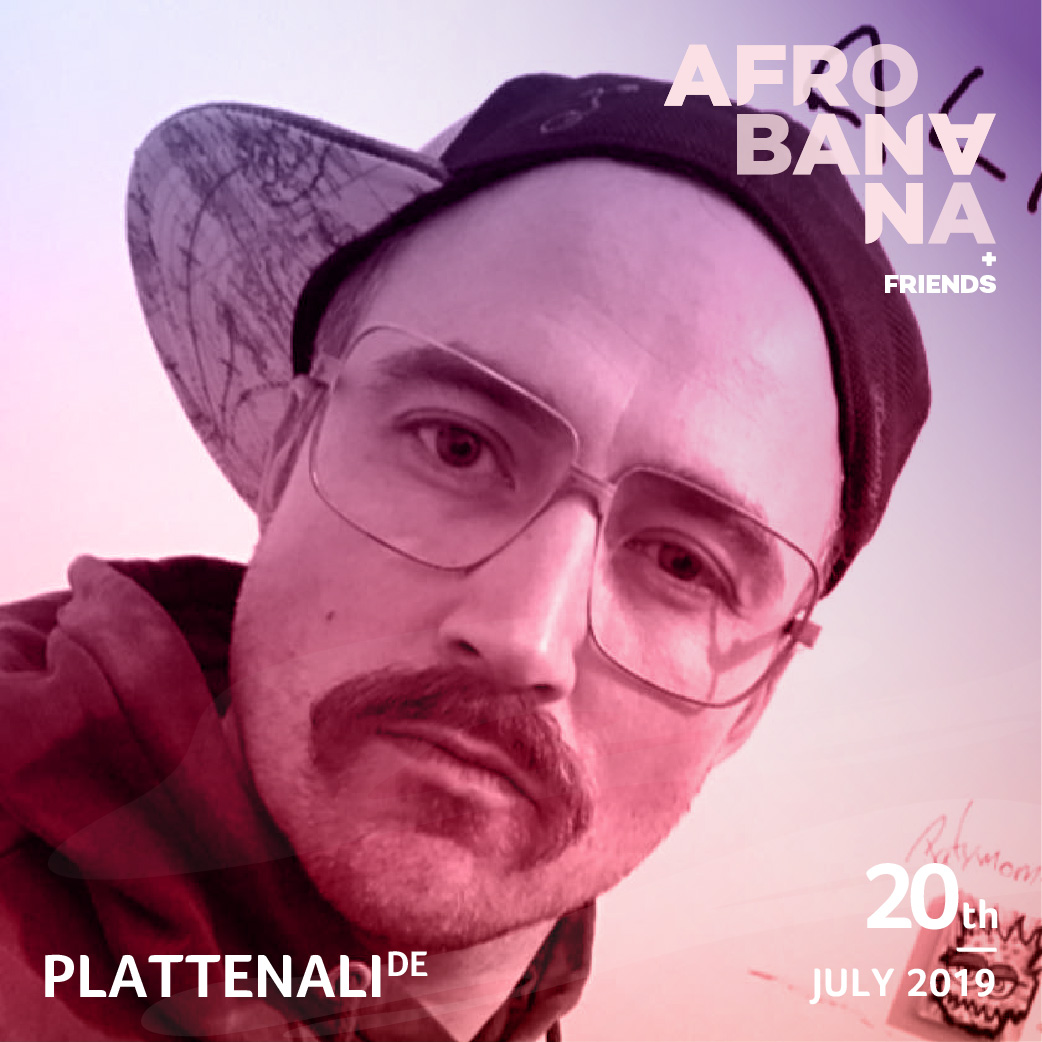 AFRO
BANA
NA
+
FRIENDS
20th
JULY 2019
PLATTENALI DE